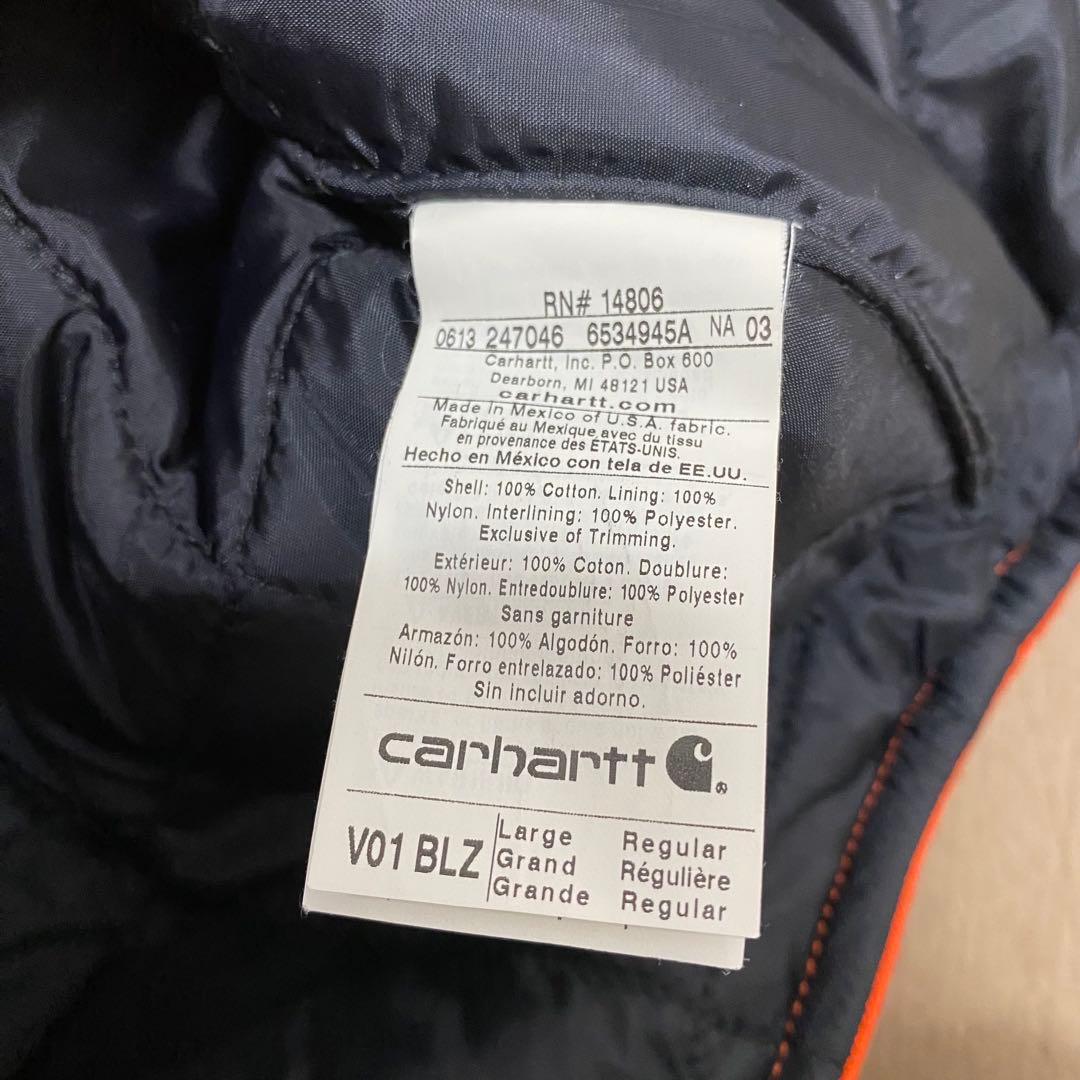 RN# 14806
0613 247046 6534945A NA 03
Carhartt, Inc. P.O. Box 600
Dearborn, MI 48121 USA
carhartt.com
Made in Mexico of U.S.A. fabric.
Fabriqué au Mexique avec du tissu
en provenance des ÉTATS-UNIS.
Hecho en México con tela de EE.UU.
Shell: 100% Cotton. Lining: 100%
Nylon. Interlining: 100% Polyester.
Exclusive of Trimming.
Extérieur: 100% Coton. Doublure:
100% Nylon. Entredoublure: 100% Polyester
Sans garniture
Armazón: 100% Algodón. Forro: 100%
Nilón. Forro entrelazado: 100% Poliéster
Sin incluir adorno.
carhartt ®
V01 BLZ
Large Regular
Grand Régulière
Grande Regular